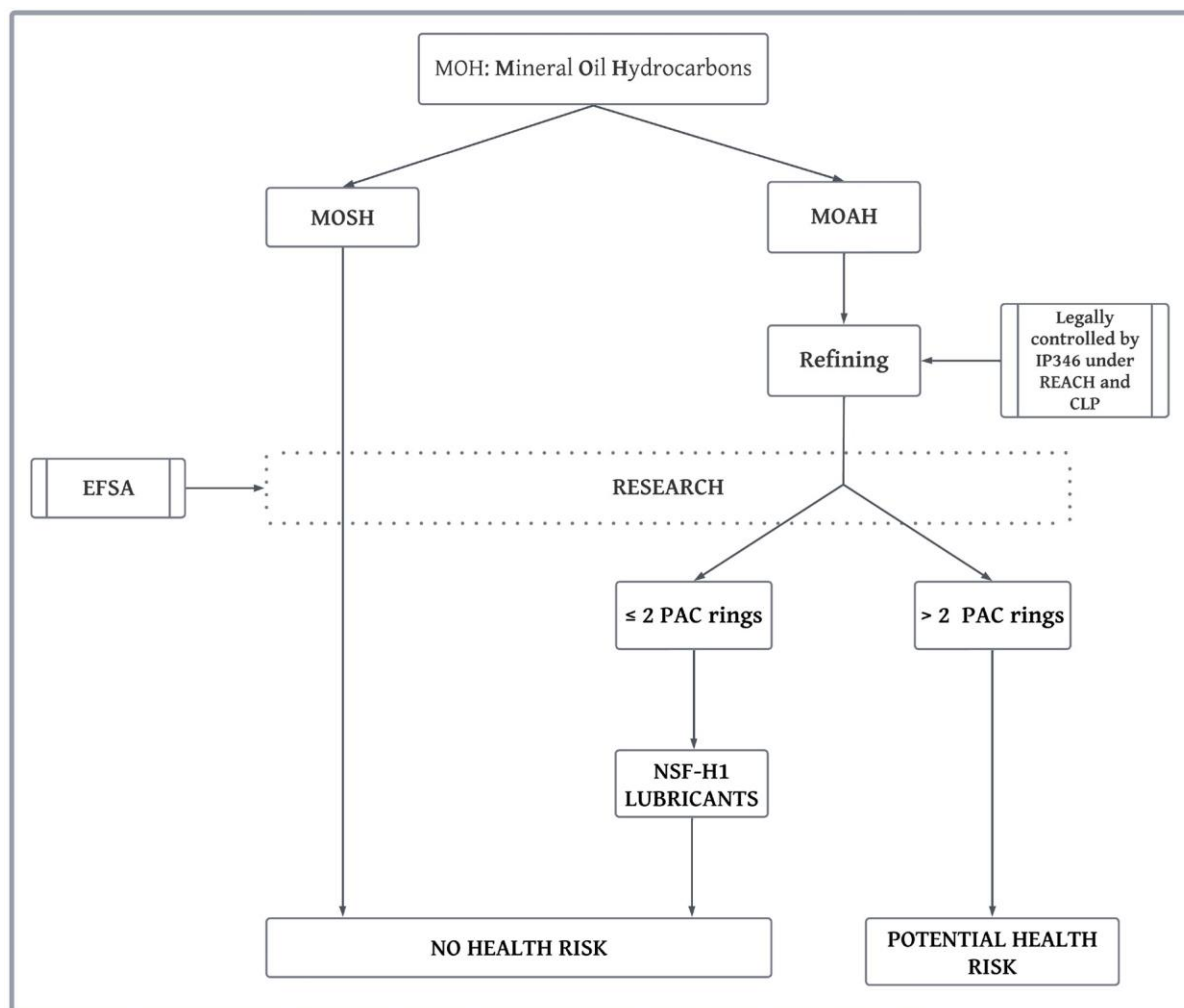 MOH: Mineral Oil Hydrocarbons
MOSH
MOAH
Refining
Legally
controlled by
IP346 under
REACH and
CLP
EFSA
RESEARCH
≤ 2 PAC rings
> 2 PAC rings
NSF-H1
LUBRICANTS
NO HEALTH RISK
POTENTIAL HEALTH
RISK